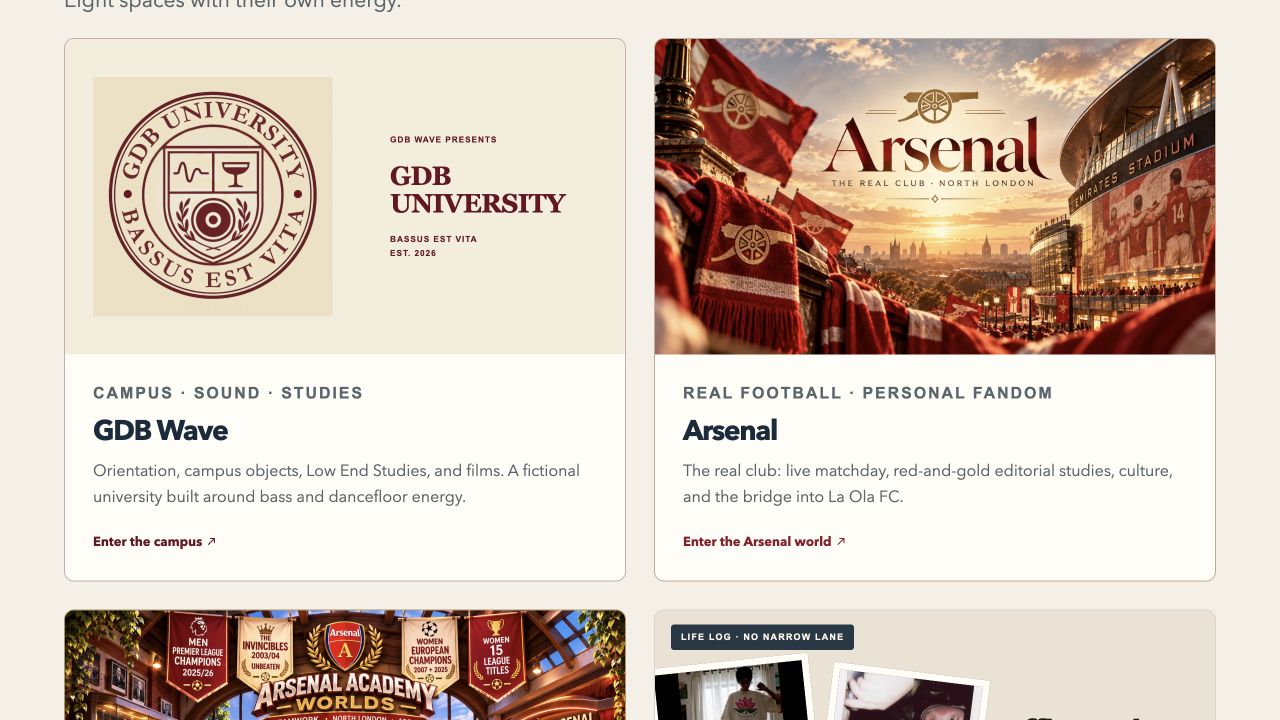 Light spaces with their own energy.
GDB UNIVERSITY
BASSUS EST VITA
GDB WAVE PRESENTS
GDB
UNIVERSITY
BASSUS EST VITA
EST. 2026
CAMPUS · SOUND · STUDIES
GDB Wave
Orientation, campus objects, Low End Studies, and films. A fictional
university built around bass and dancefloor energy.
Enter the campus ↗
Arsenal
THE REAL CLUB · NORTH LONDON
EMIRATES STADIUM
14
REAL FOOTBALL · PERSONAL FANDOM
Arsenal
The real club: live matchday, red-and-gold editorial studies, culture,
and the bridge into La Ola FC.
Enter the Arsenal world ↗
MEN
PREMIER LEAGUE
CHAMPIONS
2025/26
THE
INVINCIBLES
2003/04
UNBEATEN
Arsenal
A
WOMEN
EUROPEAN
CHAMPIONS
2007 + 2025
WOMEN
15
LEAGUE
TITLES
ARSENAL ACADEMY
WORLDS
NORTH LONDON
LIFE LOG · NO NARROW LANE